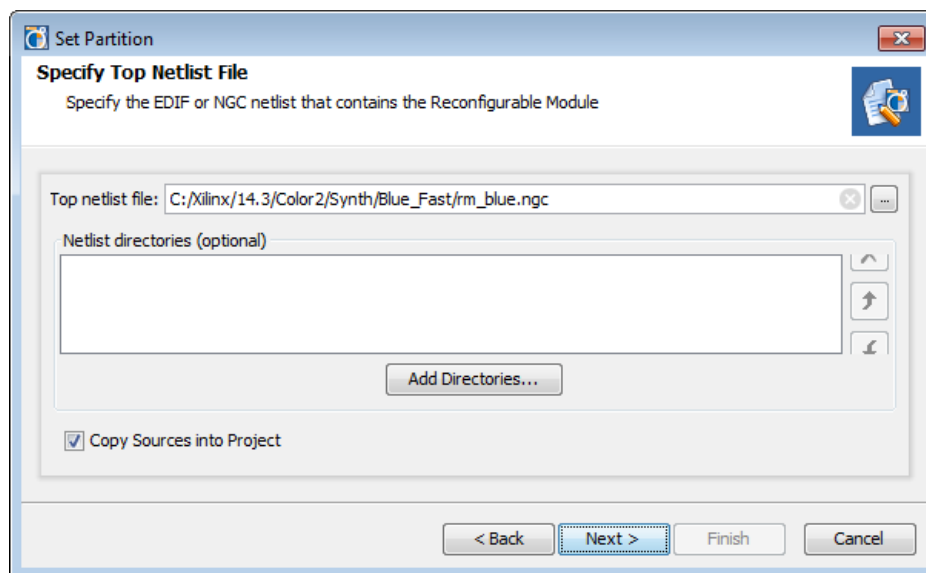 Set Partition
Specify Top Netlist File
Specify the EDIF or NGC netlist that contains the Reconfigurable Module
Top netlist file: C:/Xilinx/14.3/Color2/Synth/Blue_Fast/rm_blue.ngc ...
Netlist directories (optional)
Add Directories...
Copy Sources into Project
< Back Next > Finish Cancel